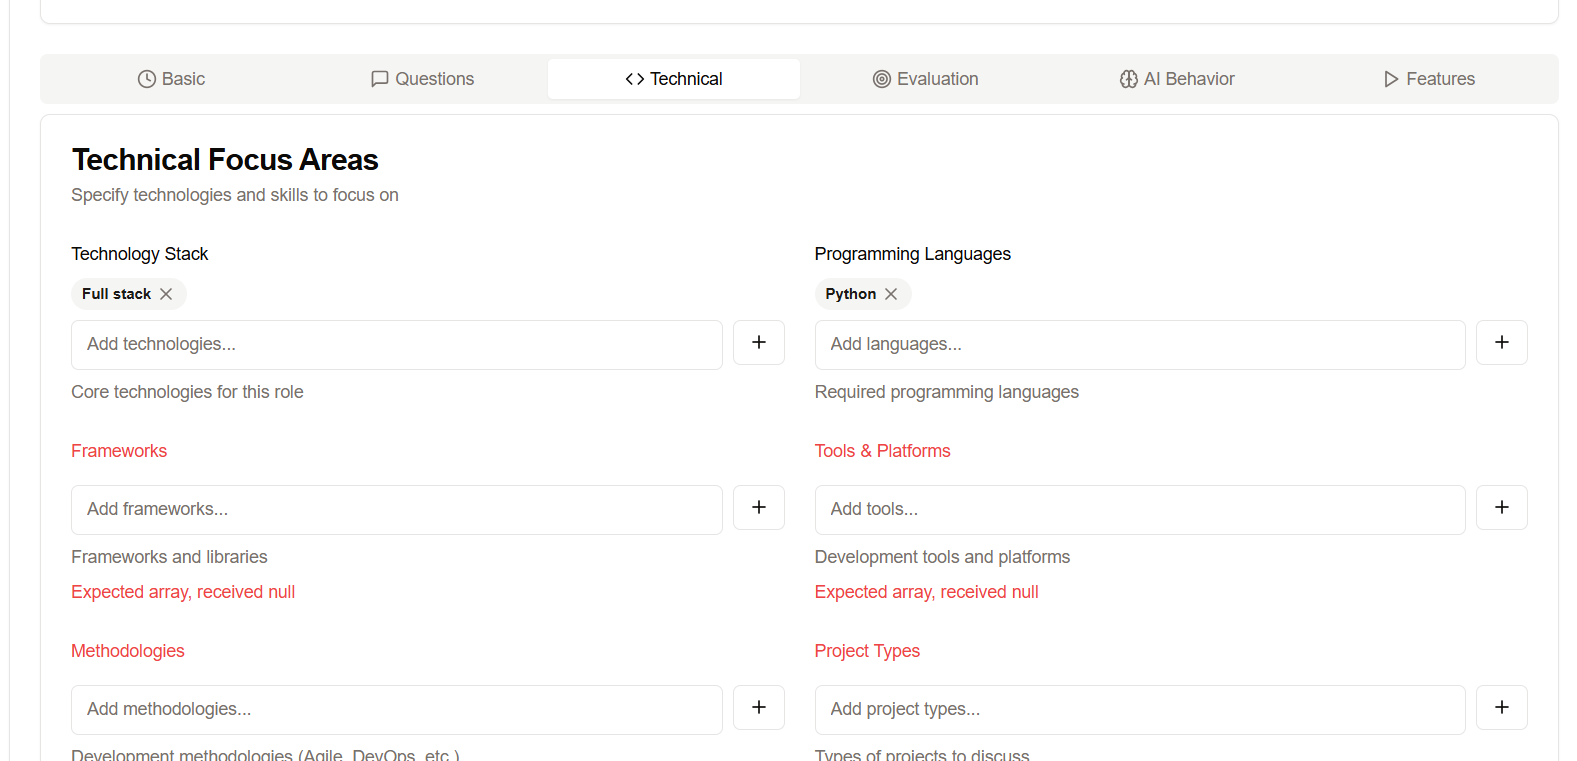 Basic
Questions
Technical
Evaluation
AI Behavior
Features
Technical Focus Areas
Specify technologies and skills to focus on
Technology Stack
Full stack
Add technologies...
Core technologies for this role
Programming Languages
Python
Add languages...
Required programming languages
Frameworks
Add frameworks...
Frameworks and libraries
Expected array, received null
Tools & Platforms
Add tools...
Development tools and platforms
Expected array, received null
Methodologies
Add methodologies...
Development methodologies (Agile, DevOps, etc.)
Project Types
Add project types...
Types of projects to discuss